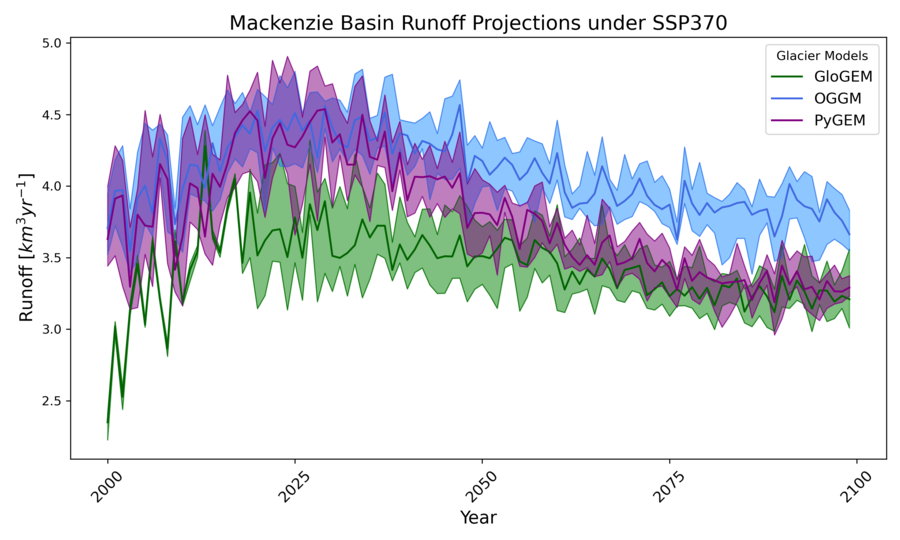 Mackenzie Basin Runoff Projections under SSP370
Glacier Models
GloGEM
OGGM
PyGEM
5.0
4.5
4.0
3.5
3.0
2.5
Runoff [km³yr⁻¹]
2000
2025
2050
2075
2100
Year